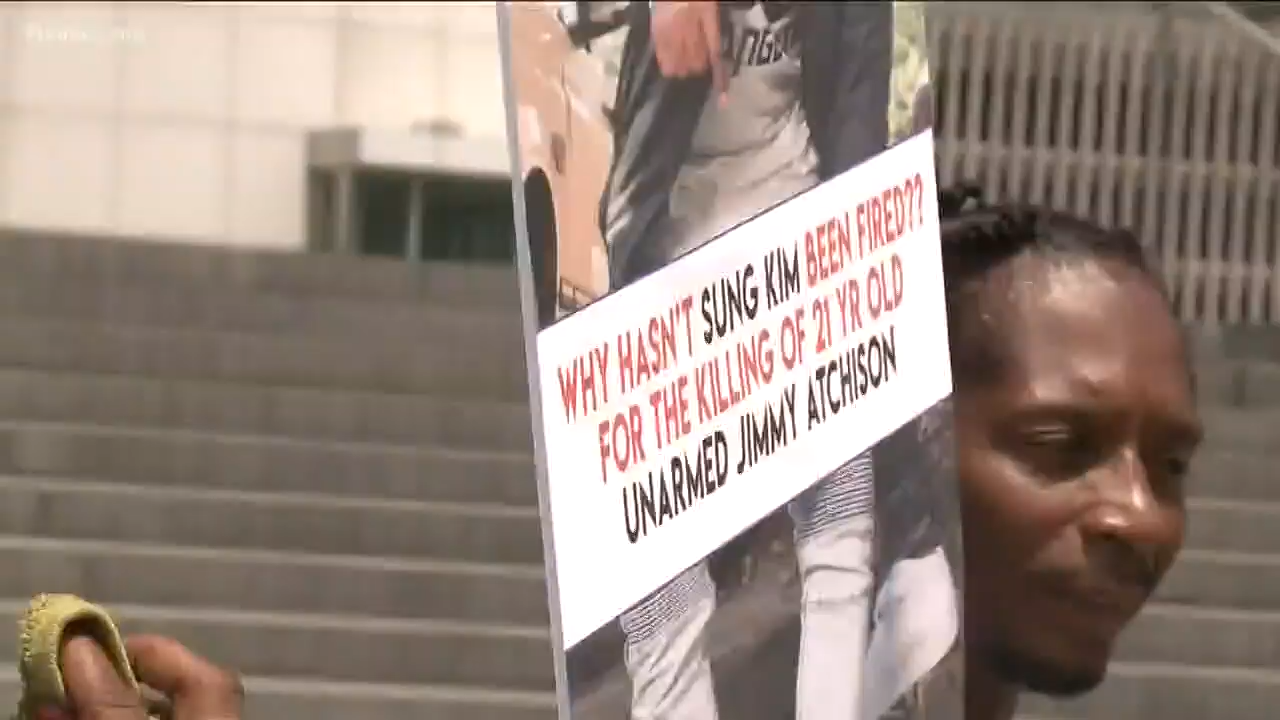 WHY HASN'T SUNG KIM BEEN FIRED??
FOR THE KILLING OF 21 YR OLD
UNARMED JIMMY ATCHISON